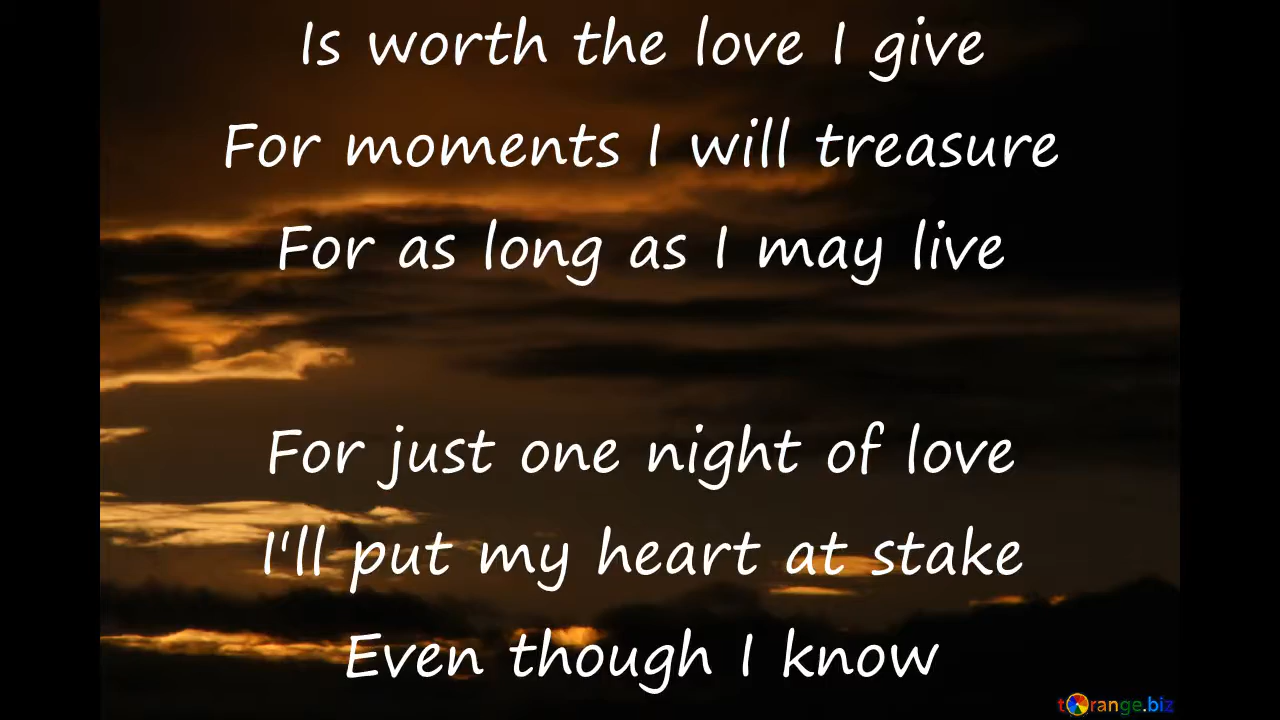 Is worth the love I give
For moments I will treasure
For as long as I may live
For just one night of love
I'll put my heart at stake
Even though I know
tOrange.biz